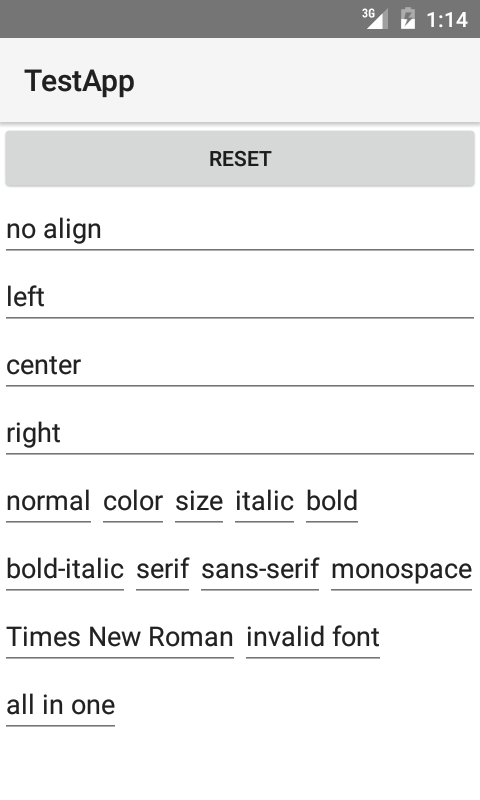 3G 1:14
TestApp
RESET
no align
left
center
right
normal color size italic bold
bold-italic serif sans-serif monospace
Times New Roman invalid font
all in one